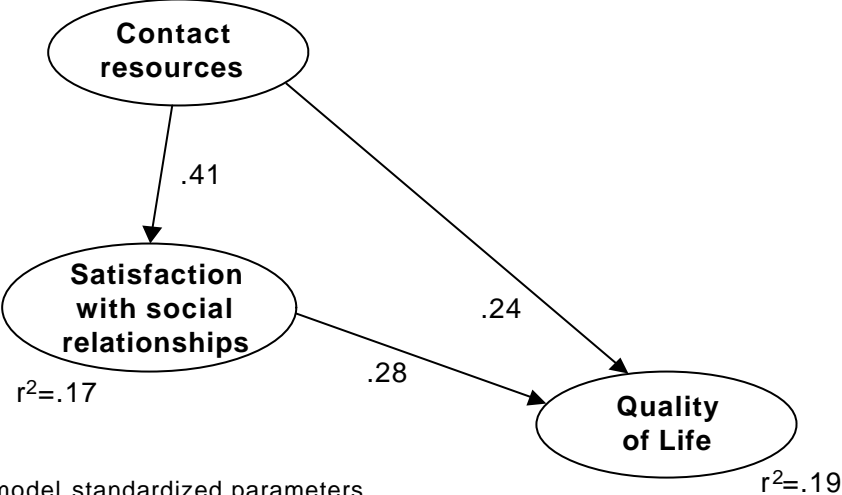 Contact
resources
.41
Satisfaction
with social
relationships
.24
.28
r²=.17
Quality
of Life
r²=.19
model standardized parameters